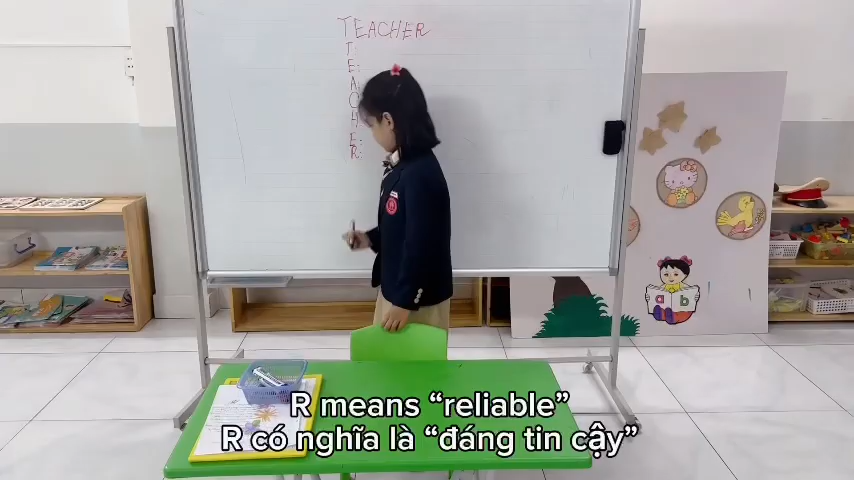 TEACHER
T:
E:
A
C
H
E:
R:
a b
R means “reliable”
R có nghĩa là “đáng tin cậy”